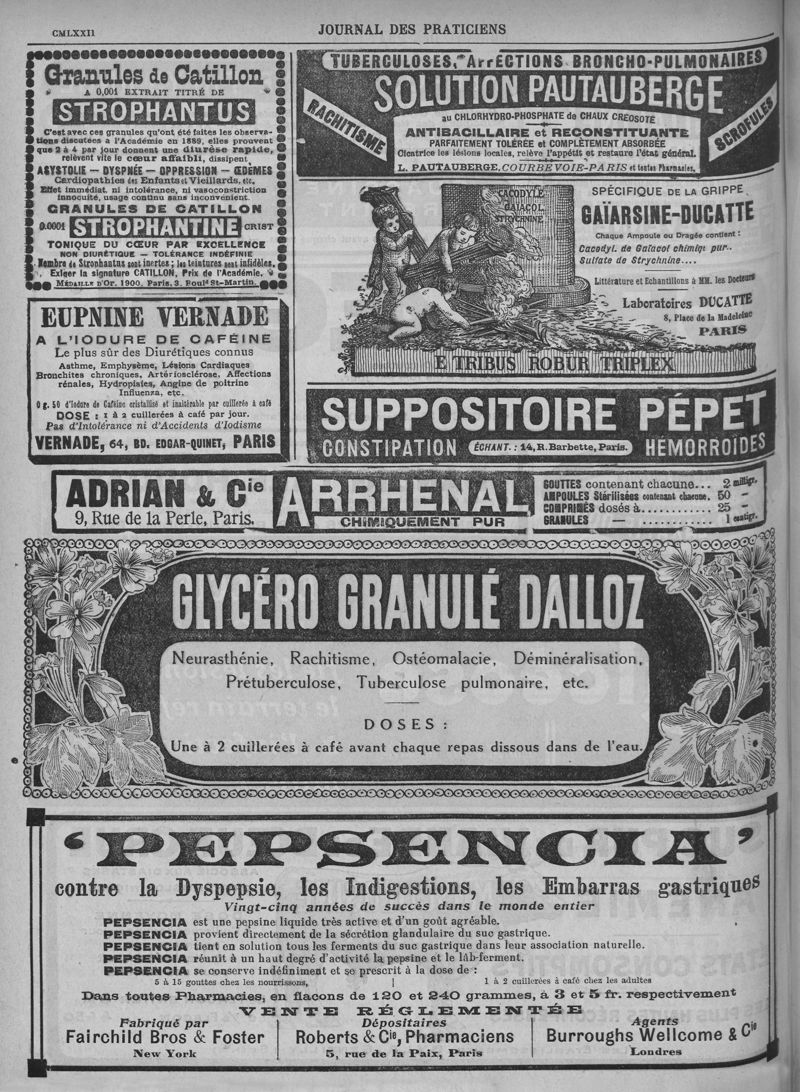 CMLXXII
JOURNAL DES PRATICIENS
Granules de Catillon
A 0,001 EXTRAIT TITRÉ DE
STROPHANTUS
C'est avec ces granules qu'ont été faites les observa-
tions discutées a l'Académie en 1889, elles prouvent
que 2 à 4 par jour donnent une diurèse rapide,
relèvent vite le cœur affaibli, dissipent
ASYSTOLIE — DYSPNÉE — OPPRESSION — ŒDÈMES
Cardiopathies des Enfants et Vieillards, etc.
Effet immédiat. ni intolérance, ni vasoconstriction
innocuité, usage continu sans inconvenient.
GRANULES DE CATILLON
0.0001 STROPHANTINE CRIST
TONIQUE DU CŒUR PAR EXCELLENCE
NON DIURÉTIQUE — TOLÉRANCE INDÉFINIE
Nombre de Strophantus sont inertes; les teintures sont infidèles.
Exiger la signature CATILLON, Prix de l'Académie.
MÉDAILLE D'OR. 1900, Paris, 3, Boulᵈ St-Martin.
TUBERCULOSES, AFFECTIONS BRONCHO-PULMONAIRES
SOLUTION PAUTAUBERGE
RACHITISME
SCROFULES
au CHLORHYDRO-PHOSPHATE de CHAUX CRÉOSOTÉ
ANTIBACILLAIRE et RECONSTITUANTE
PARFAITEMENT TOLÉRÉE et COMPLÈTEMENT ABSORBÉE
Cicatrice les lésions locales, relève l'appétit et restaure l'état général.
L. PAUTAUBERGE, COURBEVOIE-PARIS et toutes Pharmacies.
CACODYLE
GAÏACOL
STRYCHNINE
E TRIBUS ROBUR TRIPLEX
SPÉCIFIQUE DE LA GRIPPE
GAÏARSINE-DUCATTE
Chaque Ampoule ou Dragée contient:
Cacodyl. de Gaïacol chimiq pur..
Sulfate de Strychnine....
Littérature et Echantillons à MM. les Docteurs
Laboratoires DUCATTE
8, Place de la Madeleine
PARIS
EUPNINE VERNADE
A L'IODURE DE CAFÉINE
Le plus sûr des Diurétiques connus
Asthme, Emphysème, Lésions Cardiaques
Bronchites chroniques, Artériosclérose, Affections
rénales, Hydropisies, Angine de poitrine
Influenza, etc.
0 g. 50 d'Iodure de Caféine cristallisé et inaltérable par cuillerée à café
DOSE : 1 à 2 cuillerées à café par jour.
Pas d'Intolérance ni d'Accidents d'Iodisme
VERNADE, 64, BD. EDGAR-QUINET, PARIS
SUPPOSITOIRE PÉPET
CONSTIPATION ÉCHANT. : 14, R. Barbette, Paris. HÉMORROÏDES
ADRIAN & Cie
9, Rue de la Perle, Paris.
ARRHENAL
CHIMIQUEMENT PUR
GOUTTES contenant chacune... 2 milligr.
AMPOULES Stérilisées contenant chacune. 50 —
COMPRIMÉS dosés à............ 25 —
GRANULES — ............ 1 centigr.
GLYCÉRO GRANULÉ DALLOZ
Neurasthénie, Rachitisme, Ostéomalacie, Déminéralisation,
Prétuberculose, Tuberculose pulmonaire, etc.
DOSES :
Une à 2 cuillerées à café avant chaque repas dissous dans de l'eau.
'PEPSENCIA'
contre la Dyspepsie, les Indigestions, les Embarras gastriques
Vingt-cinq années de succès dans le monde entier
PEPSENCIA est une pepsine liquide très active et d'un goût agréable.
PEPSENCIA provient directement de la sécrétion glandulaire du suc gastrique.
PEPSENCIA tient en solution tous les ferments du suc gastrique dans leur association naturelle.
PEPSENCIA réunit à un haut degré d'activité la pepsine et le láb-ferment.
PEPSENCIA se conserve indéfiniment et se prescrit à la dose de :
5 à 15 gouttes chez les nourrissons, | 1 à 2 cuillerées à café chez les adultes
Dans toutes Pharmacies, en flacons de 120 et 240 grammes, à 3 et 5 fr. respectivement
VENTE RÉGLEMENTÉE
Fabriqué par
Fairchild Bros & Foster
New York
Dépositaires
Roberts & Cie, Pharmaciens
5, rue de la Paix, Paris
Agents
Burroughs Wellcome & Cie
Londres